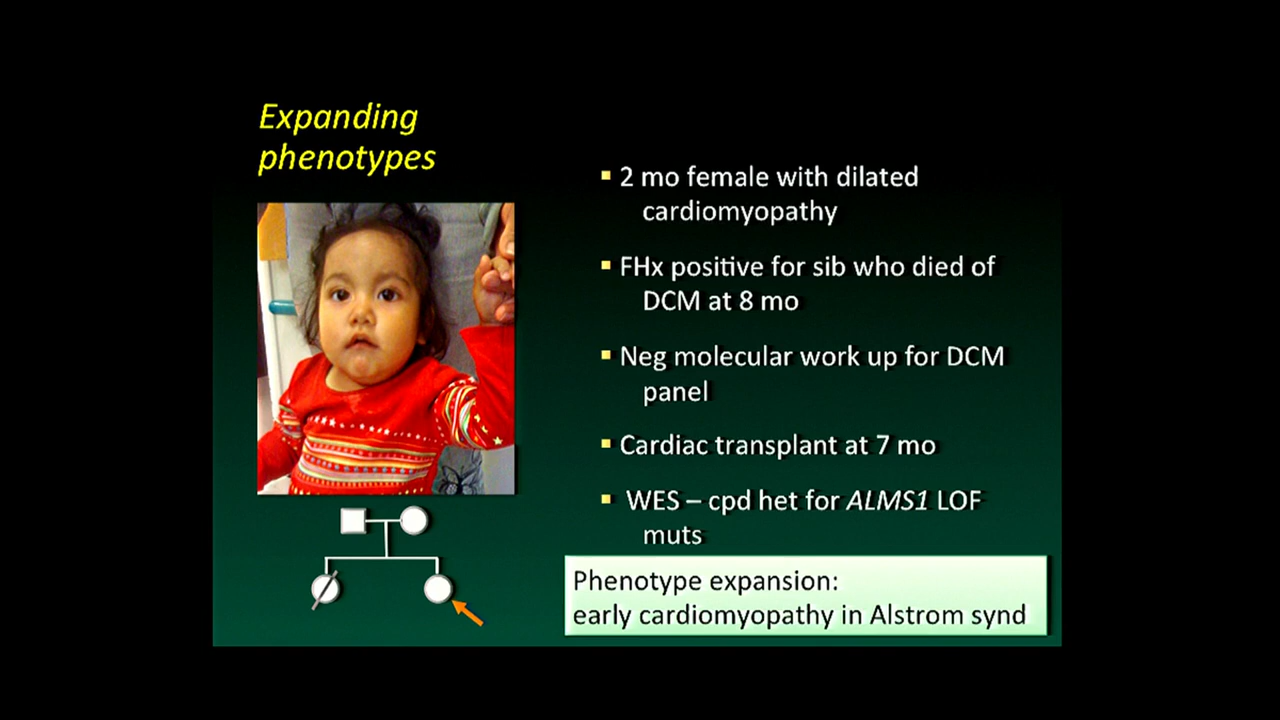 Expanding
phenotypes
▪ 2 mo female with dilated
cardiomyopathy
▪ FHx positive for sib who died of
DCM at 8 mo
▪ Neg molecular work up for DCM
panel
▪ Cardiac transplant at 7 mo
▪ WES – cpd het for ALMS1 LOF
muts
Phenotype expansion:
early cardiomyopathy in Alstrom synd